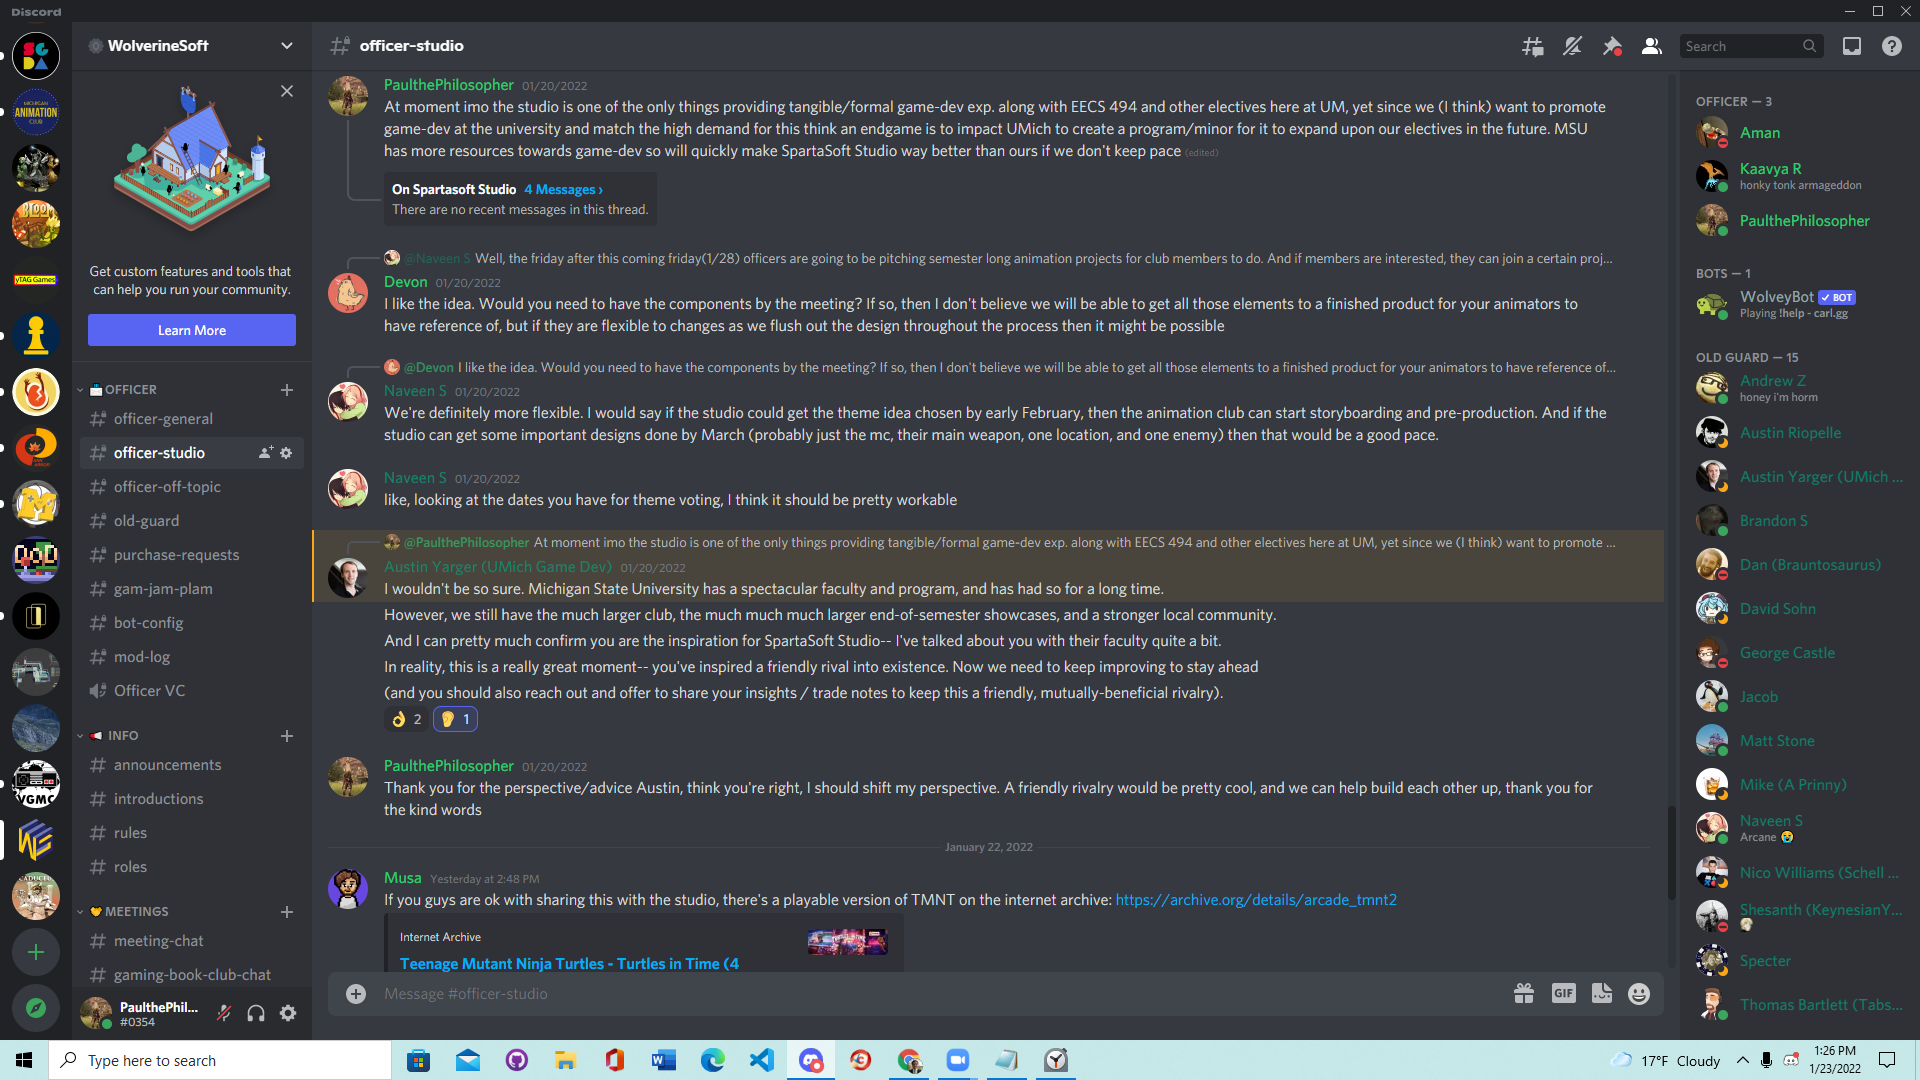 Discord
WolverineSoft
officer-studio
Search
Get custom features and tools that
can help you run your community.
Learn More
OFFICER
officer-general
officer-studio
officer-off-topic
old-guard
purchase-requests
gam-jam-plam
bot-config
mod-log
Officer VC
INFO
announcements
introductions
rules
roles
MEETINGS
meeting-chat
gaming-book-club-chat
PaulthePhil...
#0354
MICHIGAN
ANIMATION
CLUB
BLOOM
yTAG Games
VGMC
PaulthePhilosopher 01/20/2022
At moment imo the studio is one of the only things providing tangible/formal game-dev exp. along with EECS 494 and other electives here at UM, yet since we (I think) want to promote
game-dev at the university and match the high demand for this think an endgame is to impact UMich to create a program/minor for it to expand upon our electives in the future. MSU
has more resources towards game-dev so will quickly make SpartaSoft Studio way better than ours if we don't keep pace (edited)
On Spartasoft Studio 4 Messages ›
There are no recent messages in this thread.
@Naveen S Well, the friday after this coming friday(1/28) officers are going to be pitching semester long animation projects for club members to do. And if members are interested, they can join a certain proj...
Devon 01/20/2022
I like the idea. Would you need to have the components by the meeting? If so, then I don't believe we will be able to get all those elements to a finished product for your animators to
have reference of, but if they are flexible to changes as we flush out the design throughout the process then it might be possible
@Devon I like the idea. Would you need to have the components by the meeting? If so, then I don't believe we will be able to get all those elements to a finished product for your animators to have reference of...
Naveen S 01/20/2022
We're definitely more flexible. I would say if the studio could get the theme idea chosen by early February, then the animation club can start storyboarding and pre-production. And if the
studio can get some important designs done by March (probably just the mc, their main weapon, one location, and one enemy) then that would be a good pace.
Naveen S 01/20/2022
like, looking at the dates you have for theme voting, I think it should be pretty workable
@PaulthePhilosopher At moment imo the studio is one of the only things providing tangible/formal game-dev exp. along with EECS 494 and other electives here at UM, yet since we (I think) want to promote ...
Austin Yarger (UMich Game Dev) 01/20/2022
I wouldn't be so sure. Michigan State University has a spectacular faculty and program, and has had so for a long time.
However, we still have the much larger club, the much much much larger end-of-semester showcases, and a stronger local community.
And I can pretty much confirm you are the inspiration for SpartaSoft Studio-- I've talked about you with their faculty quite a bit.
In reality, this is a really great moment-- you've inspired a friendly rival into existence. Now we need to keep improving to stay ahead
(and you should also reach out and offer to share your insights / trade notes to keep this a friendly, mutually-beneficial rivalry).
2
1
PaulthePhilosopher 01/20/2022
Thank you for the perspective/advice Austin, think you're right, I should shift my perspective. A friendly rivalry would be pretty cool, and we can help build each other up, thank you for
the kind words
January 22, 2022
Musa Yesterday at 2:48 PM
If you guys are ok with sharing this with the studio, there's a playable version of TMNT on the internet archive: https://archive.org/details/arcade_tmnt2
Internet Archive
Teenage Mutant Ninja Turtles - Turtles in Time (4
Message #officer-studio
GIF
OFFICER — 3
Aman
Kaavya R
honky tonk armageddon
PaulthePhilosopher
BOTS — 1
WolveyBot BOT
Playing !help - carl.gg
OLD GUARD — 15
Andrew Z
honey i'm horm
Austin Riopelle
Austin Yarger (UMich ...
Brandon S
Dan (Brauntosaurus)
David Sohn
George Castle
Jacob
Matt Stone
Mike (A Prinny)
Naveen S
Arcane
Nico Williams (Schell ...
Shesanth (KeynesianY...
Specter
Thomas Bartlett (Tabs...
Type here to search
17°F Cloudy
1:26 PM
1/23/2022